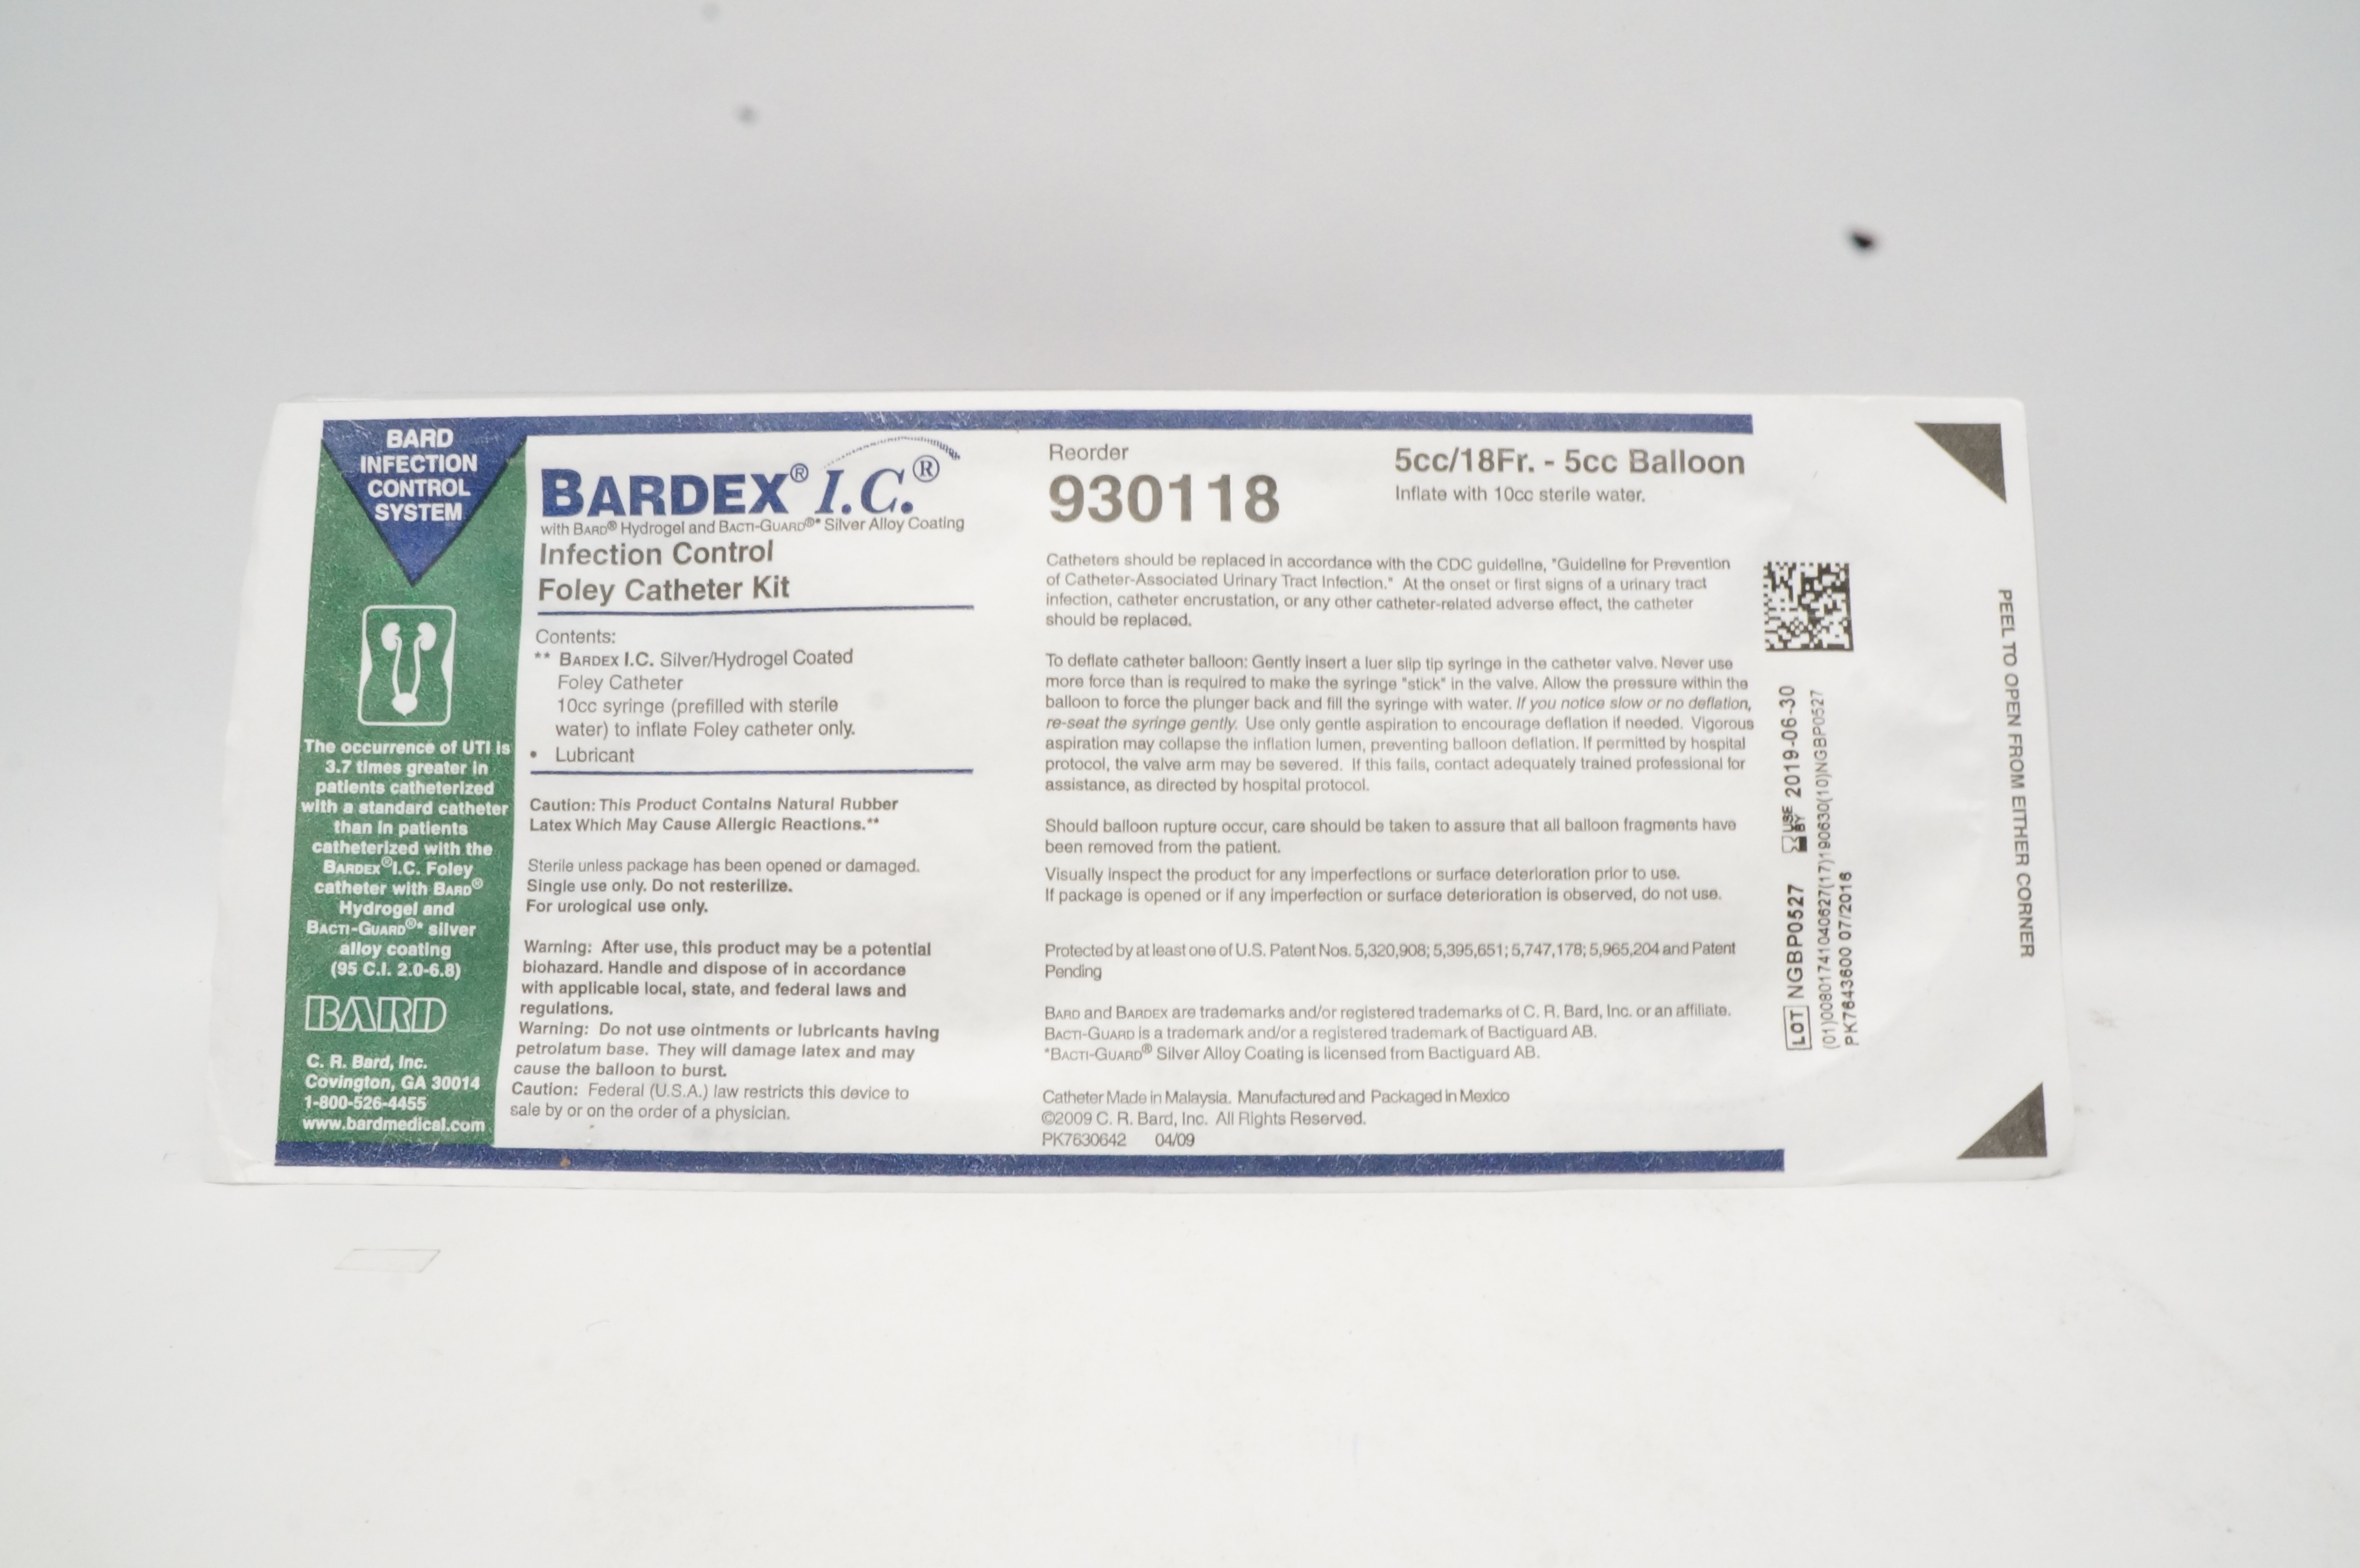 BARD
INFECTION
CONTROL
SYSTEM
The occurrence of UTI is
3.7 times greater in
patients catheterized
with a standard catheter
than in patients
catheterized with the
BARDEX® I.C. Foley
catheter with BARD®
Hydrogel and
BACTI-GUARD®* silver
alloy coating
(95 C.I. 2.0-6.8)
BARD
C. R. Bard, Inc.
Covington, GA 30014
1-800-526-4455
www.bardmedical.com
BARDEX® I.C.®
with BARD® Hydrogel and BACTI-GUARD®* Silver Alloy Coating
Infection Control
Foley Catheter Kit
Contents:
** BARDEX I.C. Silver/Hydrogel Coated
Foley Catheter
10cc syringe (prefilled with sterile
water) to inflate Foley catheter only.
• Lubricant
Caution: This Product Contains Natural Rubber
Latex Which May Cause Allergic Reactions.**
Sterile unless package has been opened or damaged.
Single use only. Do not resterilize.
For urological use only.
Warning: After use, this product may be a potential
biohazard. Handle and dispose of in accordance
with applicable local, state, and federal laws and
regulations.
Warning: Do not use ointments or lubricants having
petrolatum base. They will damage latex and may
cause the balloon to burst.
Caution: Federal (U.S.A.) law restricts this device to
sale by or on the order of a physician.
Reorder
930118
5cc/18Fr. - 5cc Balloon
Inflate with 10cc sterile water.
Catheters should be replaced in accordance with the CDC guideline, "Guideline for Prevention
of Catheter-Associated Urinary Tract Infection." At the onset or first signs of a urinary tract
infection, catheter encrustation, or any other catheter-related adverse effect, the catheter
should be replaced.
To deflate catheter balloon: Gently insert a luer slip tip syringe in the catheter valve. Never use
more force than is required to make the syringe "stick" in the valve. Allow the pressure within the
balloon to force the plunger back and fill the syringe with water. If you notice slow or no deflation,
re-seat the syringe gently. Use only gentle aspiration to encourage deflation if needed. Vigorous
aspiration may collapse the inflation lumen, preventing balloon deflation. If permitted by hospital
protocol, the valve arm may be severed. If this fails, contact adequately trained professional for
assistance, as directed by hospital protocol.
Should balloon rupture occur, care should be taken to assure that all balloon fragments have
been removed from the patient.
Visually inspect the product for any imperfections or surface deterioration prior to use.
If package is opened or if any imperfection or surface deterioration is observed, do not use.
Protected by at least one of U.S. Patent Nos. 5,320,908; 5,395,651; 5,747,178; 5,965,204 and Patent
Pending
BARD and BARDEX are trademarks and/or registered trademarks of C. R. Bard, Inc. or an affiliate.
BACTI-GUARD is a trademark and/or a registered trademark of Bactiguard AB.
*BACTI-GUARD® Silver Alloy Coating is licensed from Bactiguard AB.
Catheter Made in Malaysia. Manufactured and Packaged in Mexico
©2009 C. R. Bard, Inc. All Rights Reserved.
PK7630642 04/09
LOT NGBP0527 USE BY 2019-06-30
(01)00801741040627(17)190630(10)NGBP0527
PK7643600 07/2016
PEEL TO OPEN FROM EITHER CORNER